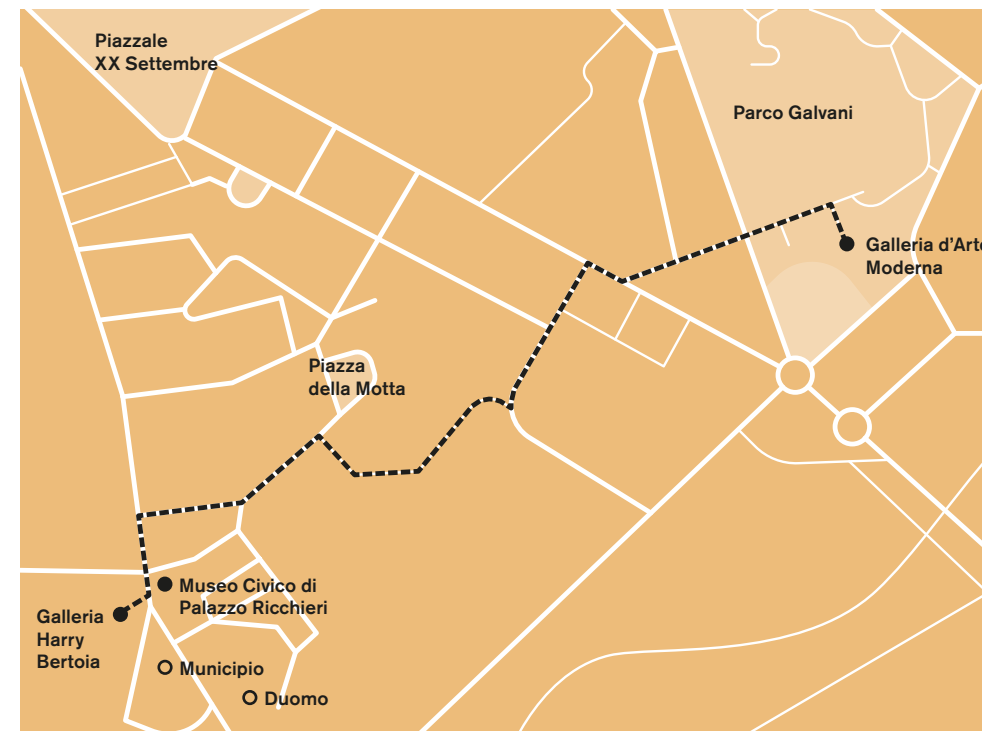 Piazzale
XX Settembre
Parco Galvani
Galleria d’Arte
Moderna
Piazza
della Motta
Museo Civico di
Palazzo Ricchieri
Galleria
Harry
Bertoia
Municipio
Duomo